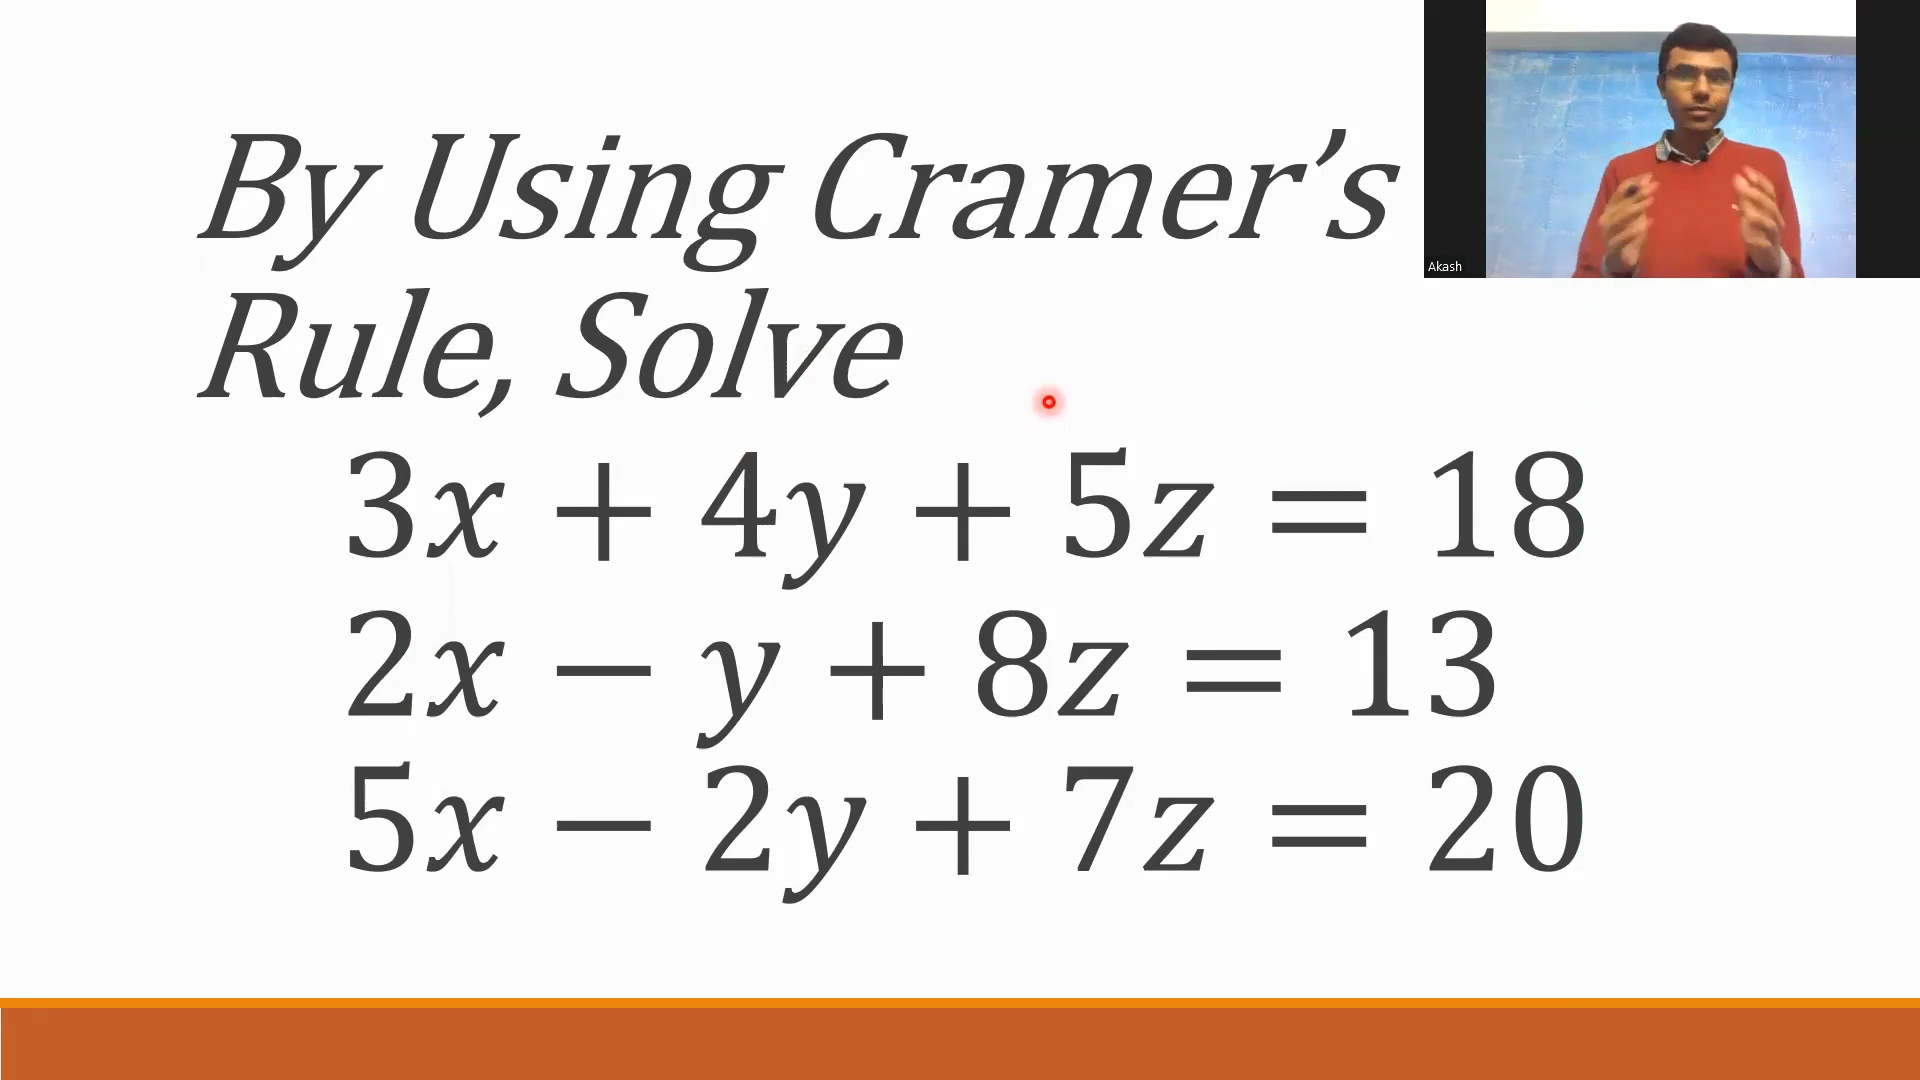 By Using Cramer’s
Rule, Solve
3x + 4y + 5z = 18
2x − y + 8z = 13
5x − 2y + 7z = 20
Akash